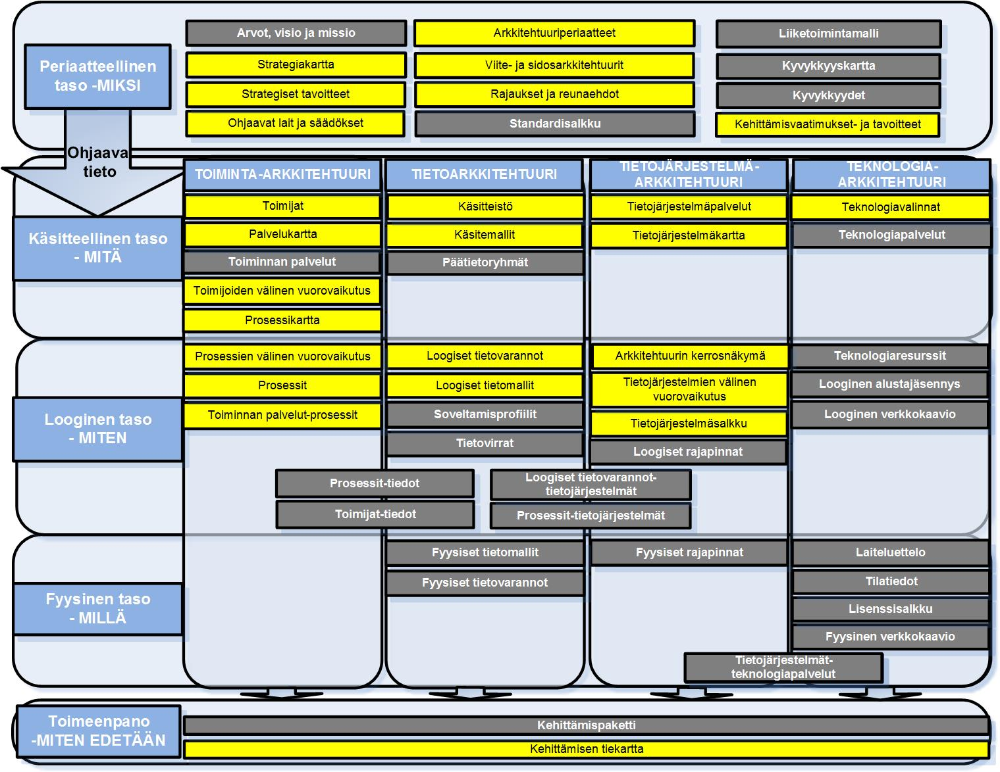 Periaatteellinen
taso -MIKSI
Arvot, visio ja missio
Strategiakartta
Strategiset tavoitteet
Ohjaavat lait ja säädökset
Arkkitehtuuriperiaatteet
Viite- ja sidosarkkitehtuurit
Rajaukset ja reunaehdot
Standardisalkku
Liiketoimintamalli
Kyvykkyyskartta
Kyvykkyydet
Kehittämisvaatimukset- ja tavoitteet
Ohjaava
tieto
TOIMINTA-ARKKITEHTUURI
TIETOARKKITEHTUURI
TIETOJÄRJESTELMÄ-
ARKKITEHTUURI
TEKNOLOGIA-
ARKKITEHTUURI
Käsitteellinen taso
- MITÄ
Toimijat
Palvelukartta
Toiminnan palvelut
Toimijoiden välinen vuorovaikutus
Prosessikartta
Käsitteistö
Käsitemallit
Päätietoryhmät
Tietojärjestelmäpalvelut
Tietojärjestelmäkartta
Teknologiavalinnat
Teknologiapalvelut
Looginen taso
- MITEN
Prosessien välinen vuorovaikutus
Prosessit
Toiminnan palvelut-prosessit
Loogiset tietovarannot
Loogiset tietomallit
Soveltamisprofiilit
Tietovirrat
Arkkitehtuurin kerrosnäkymä
Tietojärjestelmien välinen
vuorovaikutus
Tietojärjestelmäsalkku
Loogiset rajapinnat
Teknologiaresurssit
Looginen alustajäsennys
Looginen verkkokaavio
Prosessit-tiedot
Toimijat-tiedot
Loogiset tietovarannot-
tietojärjestelmät
Prosessit-tietojärjestelmät
Fyysinen taso
- MILLÄ
Fyysiset tietomallit
Fyysiset tietovarannot
Fyysiset rajapinnat
Laiteluettelo
Tilatiedot
Lisenssisalkku
Fyysinen verkkokaavio
Tietojärjestelmät-
teknologiapalvelut
Toimeenpano
-MITEN EDETÄÄN
Kehittämispaketti
Kehittämisen tiekartta